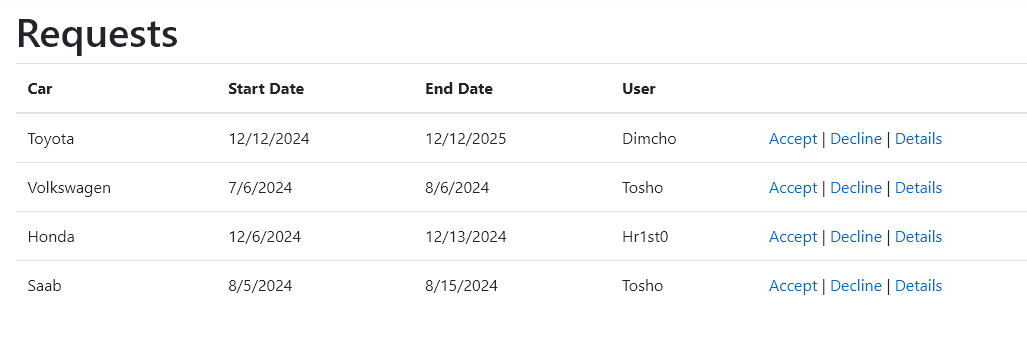 Requests
Car Start Date End Date User
Toyota 12/12/2024 12/12/2025 Dimcho Accept | Decline | Details
Volkswagen 7/6/2024 8/6/2024 Tosho Accept | Decline | Details
Honda 12/6/2024 12/13/2024 Hr1st0 Accept | Decline | Details
Saab 8/5/2024 8/15/2024 Tosho Accept | Decline | Details